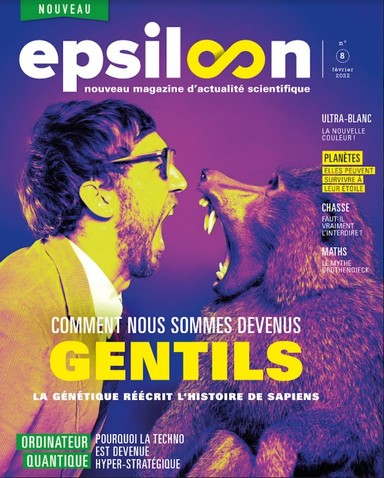 NOUVEAU
epsiloon
nouveau magazine d'actualité scientifique
n°
8
février
2022
ULTRA-BLANC
LA NOUVELLE
COULEUR !
PLANÈTES
ELLES PEUVENT
SURVIVRE À
LEUR ÉTOILE
CHASSE
FAUT-IL
VRAIMENT
L'INTERDIRE ?
MATHS
LE MYTHE
GROTHENDIECK
COMMENT NOUS SOMMES DEVENUS
GENTILS
LA GÉNÉTIQUE RÉÉCRIT L'HISTOIRE DE SAPIENS
ORDINATEUR
QUANTIQUE
POURQUOI LA TECHNO
EST DEVENUE
HYPER-STRATÉGIQUE